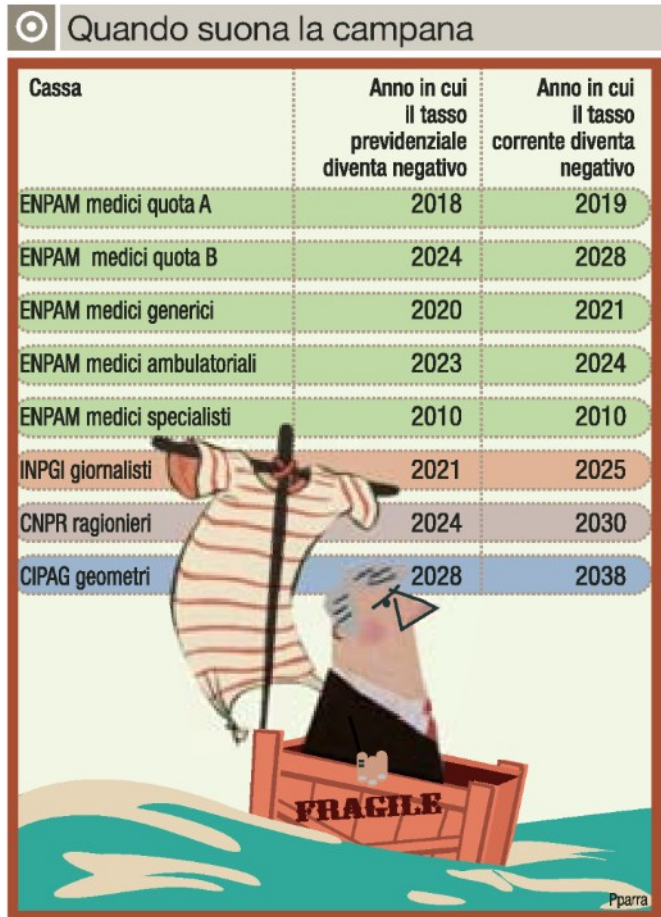 Quando suona la campana
Cassa
Anno in cui
il tasso
previdenziale
diventa negativo
Anno in cui
il tasso
corrente diventa
negativo
ENPAM medici quota A 2018 2019
ENPAM medici quota B 2024 2028
ENPAM medici generici 2020 2021
ENPAM medici ambulatoriali 2023 2024
ENPAM medici specialisti 2010 2010
INPGI giornalisti 2021 2025
CNPR ragionieri 2024 2030
CIPAG geometri 2028 2038
FRAGILE
Pparra